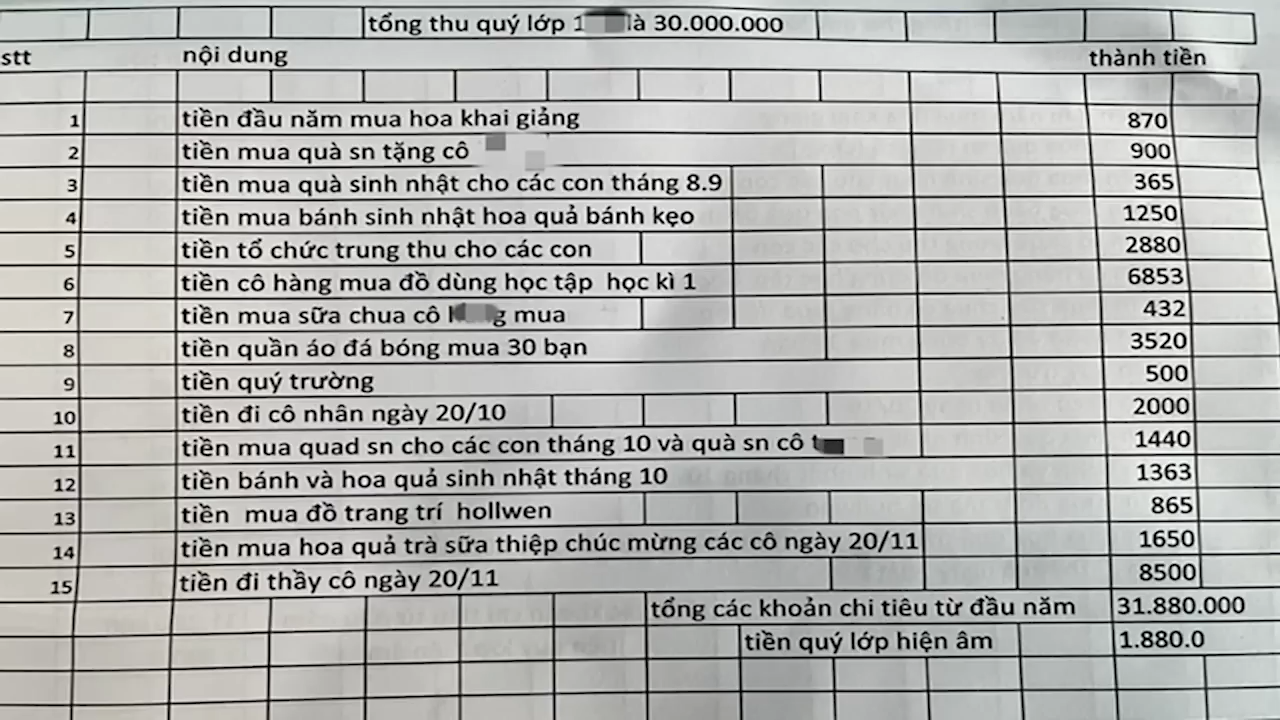 tổng thu quý lớp 1 là 30.000.000
stt nội dung thành tiền
1 tiền đầu năm mua hoa khai giảng 870
2 tiền mua quà sn tặng cô 900
3 tiền mua quà sinh nhật cho các con tháng 8.9 365
4 tiền mua bánh sinh nhật hoa quả bánh kẹo 1250
5 tiền tổ chức trung thu cho các con 2880
6 tiền cô hàng mua đồ dùng học tập học kì 1 6853
7 tiền mua sữa chua cô mua 432
8 tiền quần áo đá bóng mua 30 bạn 3520
9 tiền quý trường 500
10 tiền đi cô nhân ngày 20/10 2000
11 tiền mua quad sn cho các con tháng 10 và quà sn cô 1440
12 tiền bánh và hoa quả sinh nhật tháng 10 1363
13 tiền mua đồ trang trí hollwen 865
14 tiền mua hoa quả trà sữa thiệp chúc mừng các cô ngày 20/11 1650
15 tiền đi thầy cô ngày 20/11 8500
tổng các khoản chi tiêu từ đầu năm 31.880.000
tiền quý lớp hiện âm 1.880.0